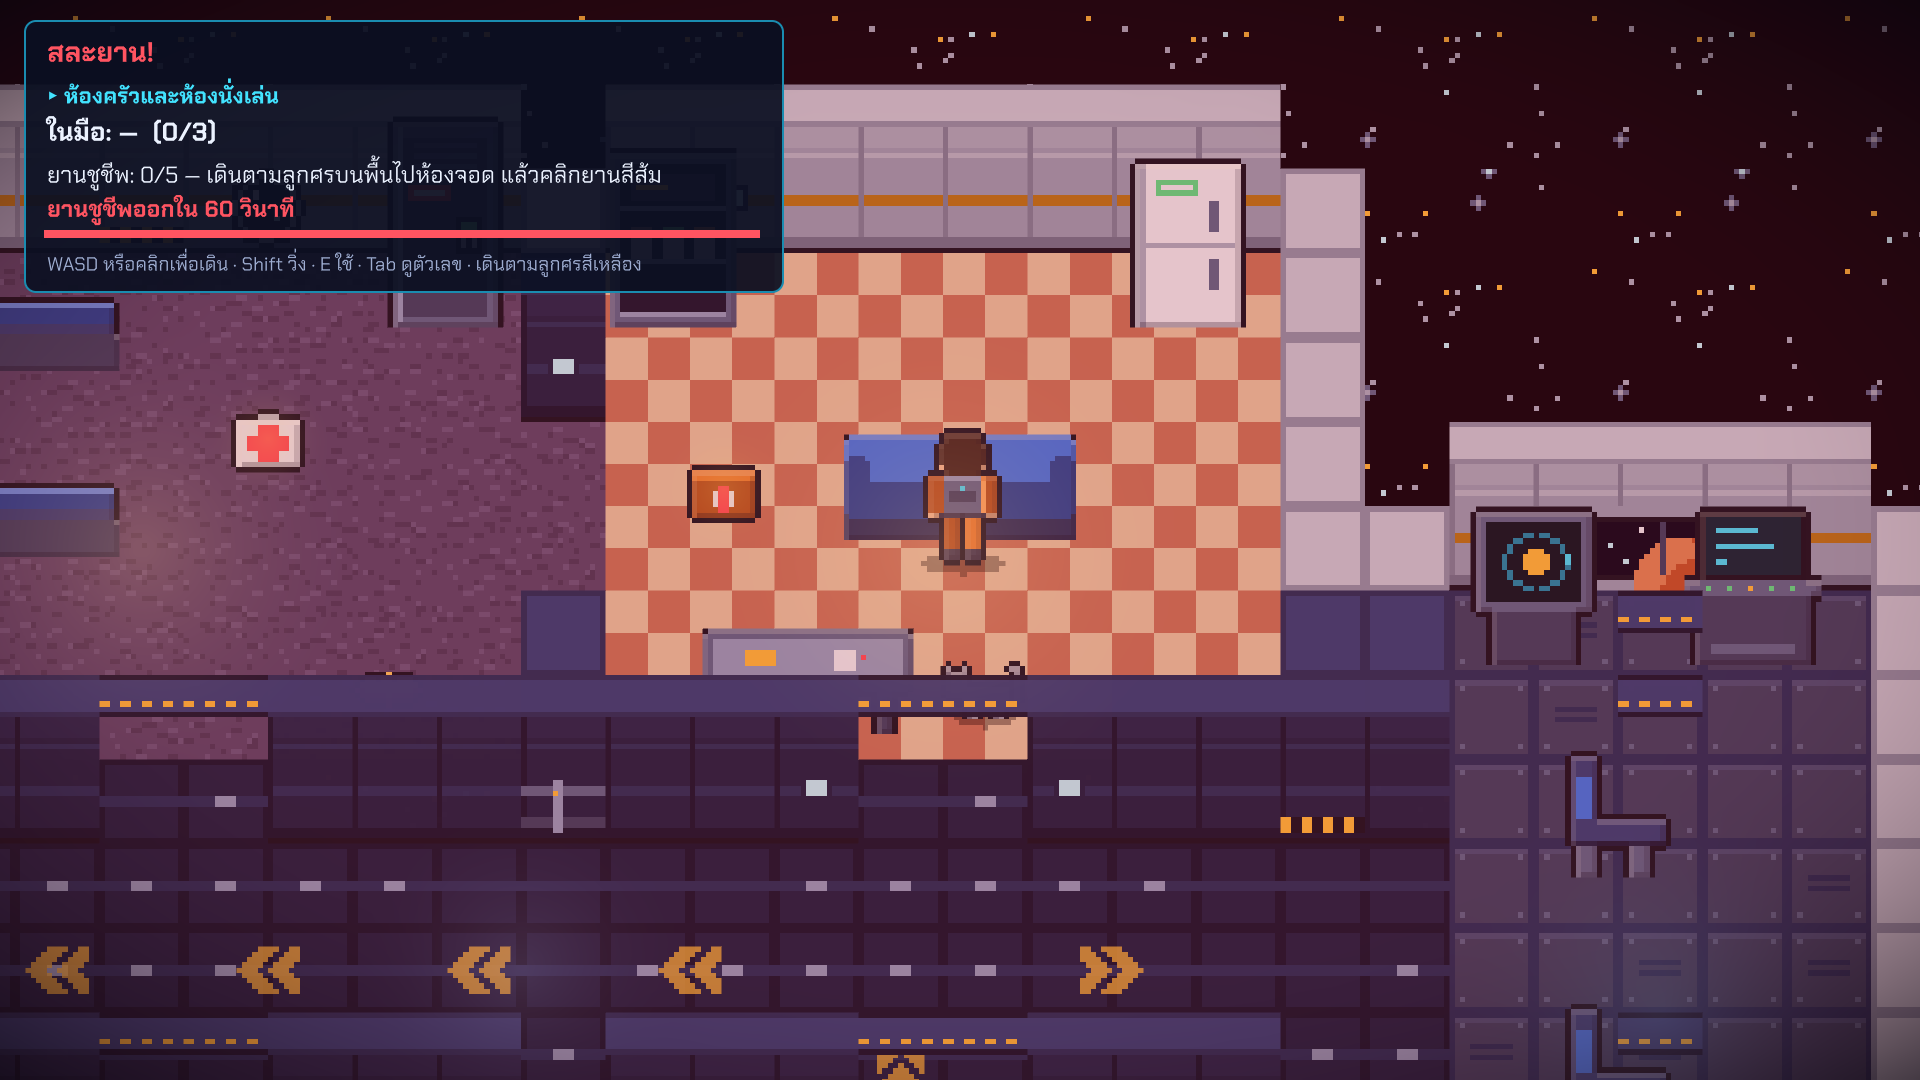 สละยาน!
▸ ห้องครัวและห้องนั่งเล่น
ในมือ: — (0/3)
ยานชูชีพ: 0/5 — เดินตามลูกศรบนพื้นไปห้องจอด แล้วคลิกยานสีส้ม
ยานชูชีพออกใน 60 วินาที
WASD หรือคลิกเพื่อเดิน · Shift วิ่ง · E ใช้ · Tab ดูตัวเลข · เดินตามลูกศรสีเหลือง